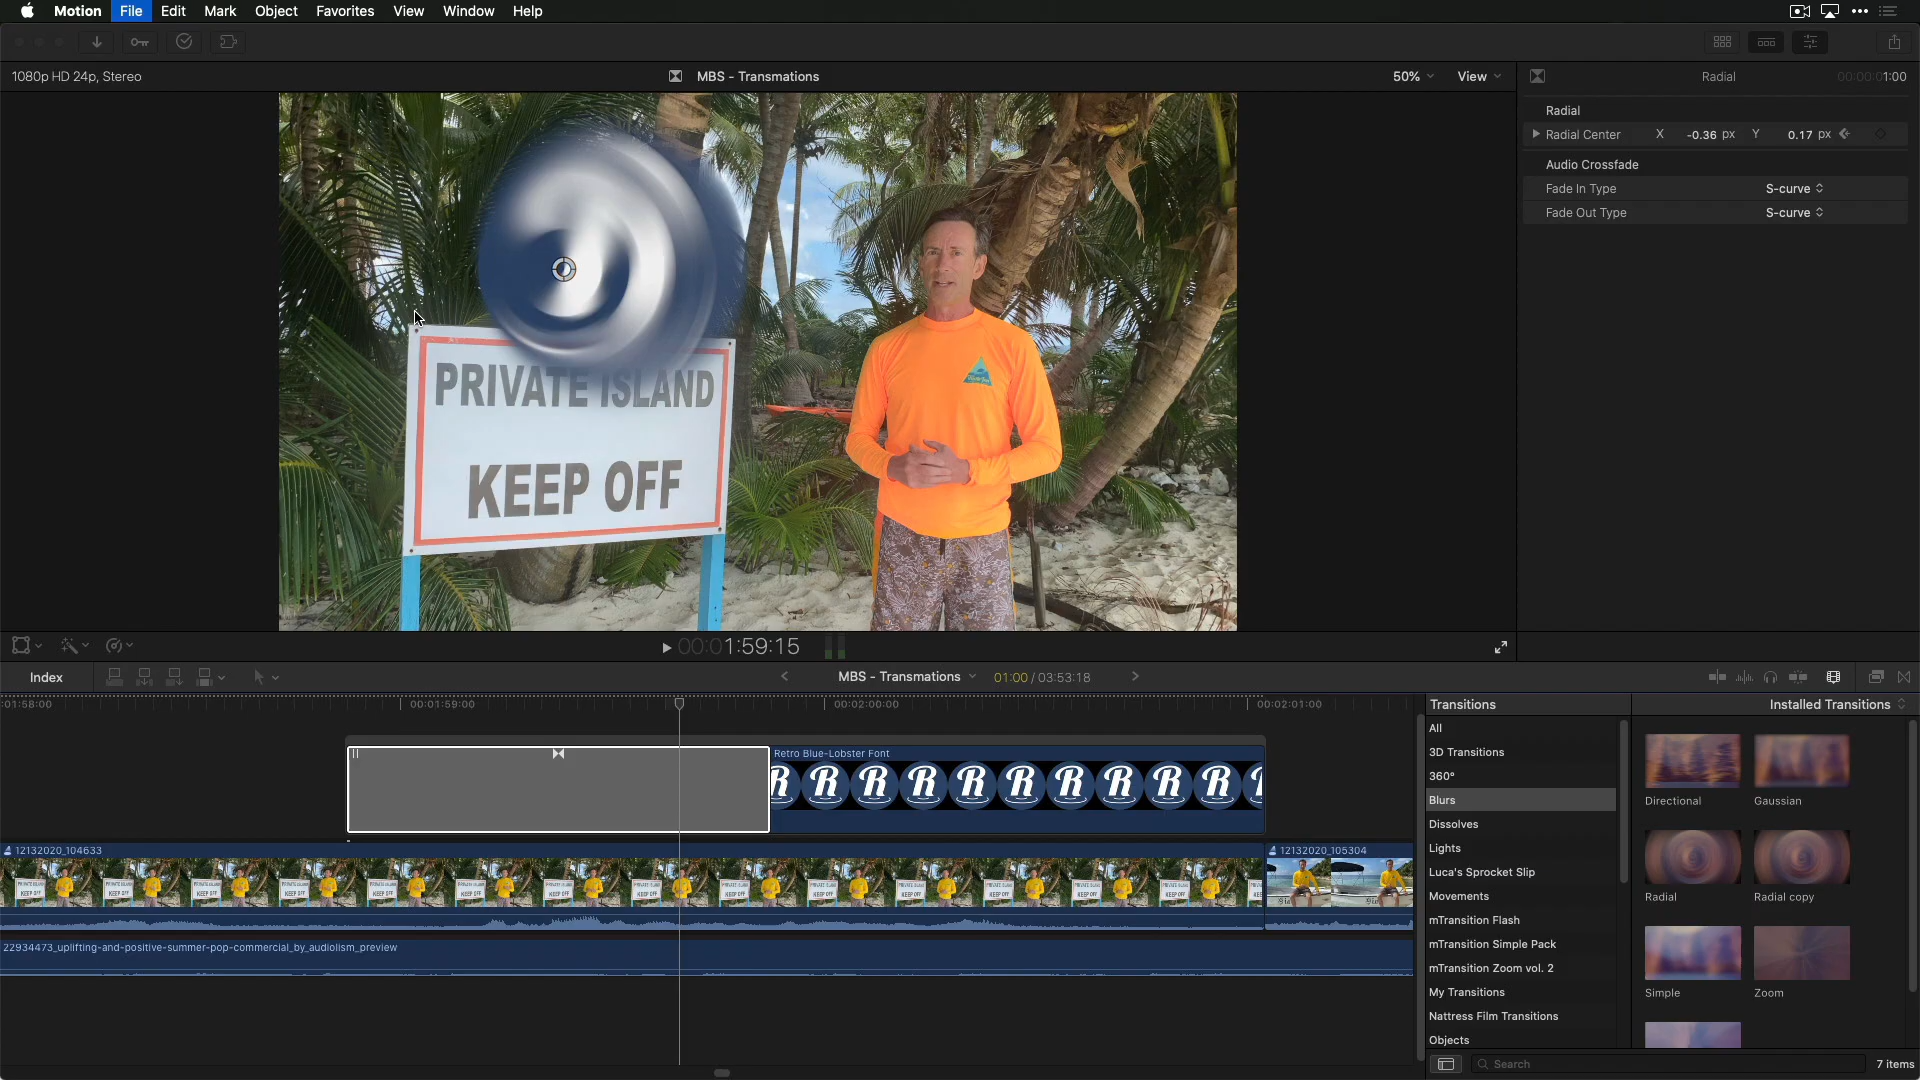 Motion File Edit Mark Object Favorites View Window Help
1080p HD 24p, Stereo
MBS - Transmations
50% View
Radial
00:00:01:00
Radial
Radial Center X -0.36 px Y 0.17 px
Audio Crossfade
Fade In Type S-curve
Fade Out Type S-curve
PRIVATE ISLAND
KEEP OFF
00:01:59:15
Index
MBS - Transmations 01:00 / 03:53:18
01:58:00
00:01:59:00
00:02:00:00
00:02:01:00
Retro Blue-Lobster Font
R R R R R R R R R
12132020_104633
12132020_105304
22934473_uplifting-and-positive-summer-pop-commercial_by_audiolism_preview
Transitions
Installed Transitions
All
3D Transitions
360°
Blurs
Dissolves
Lights
Luca's Sprocket Slip
Movements
mTransition Flash
mTransition Simple Pack
mTransition Zoom vol. 2
My Transitions
Nattress Film Transitions
Objects
Directional
Gaussian
Radial
Radial copy
Simple
Zoom
Search
7 items